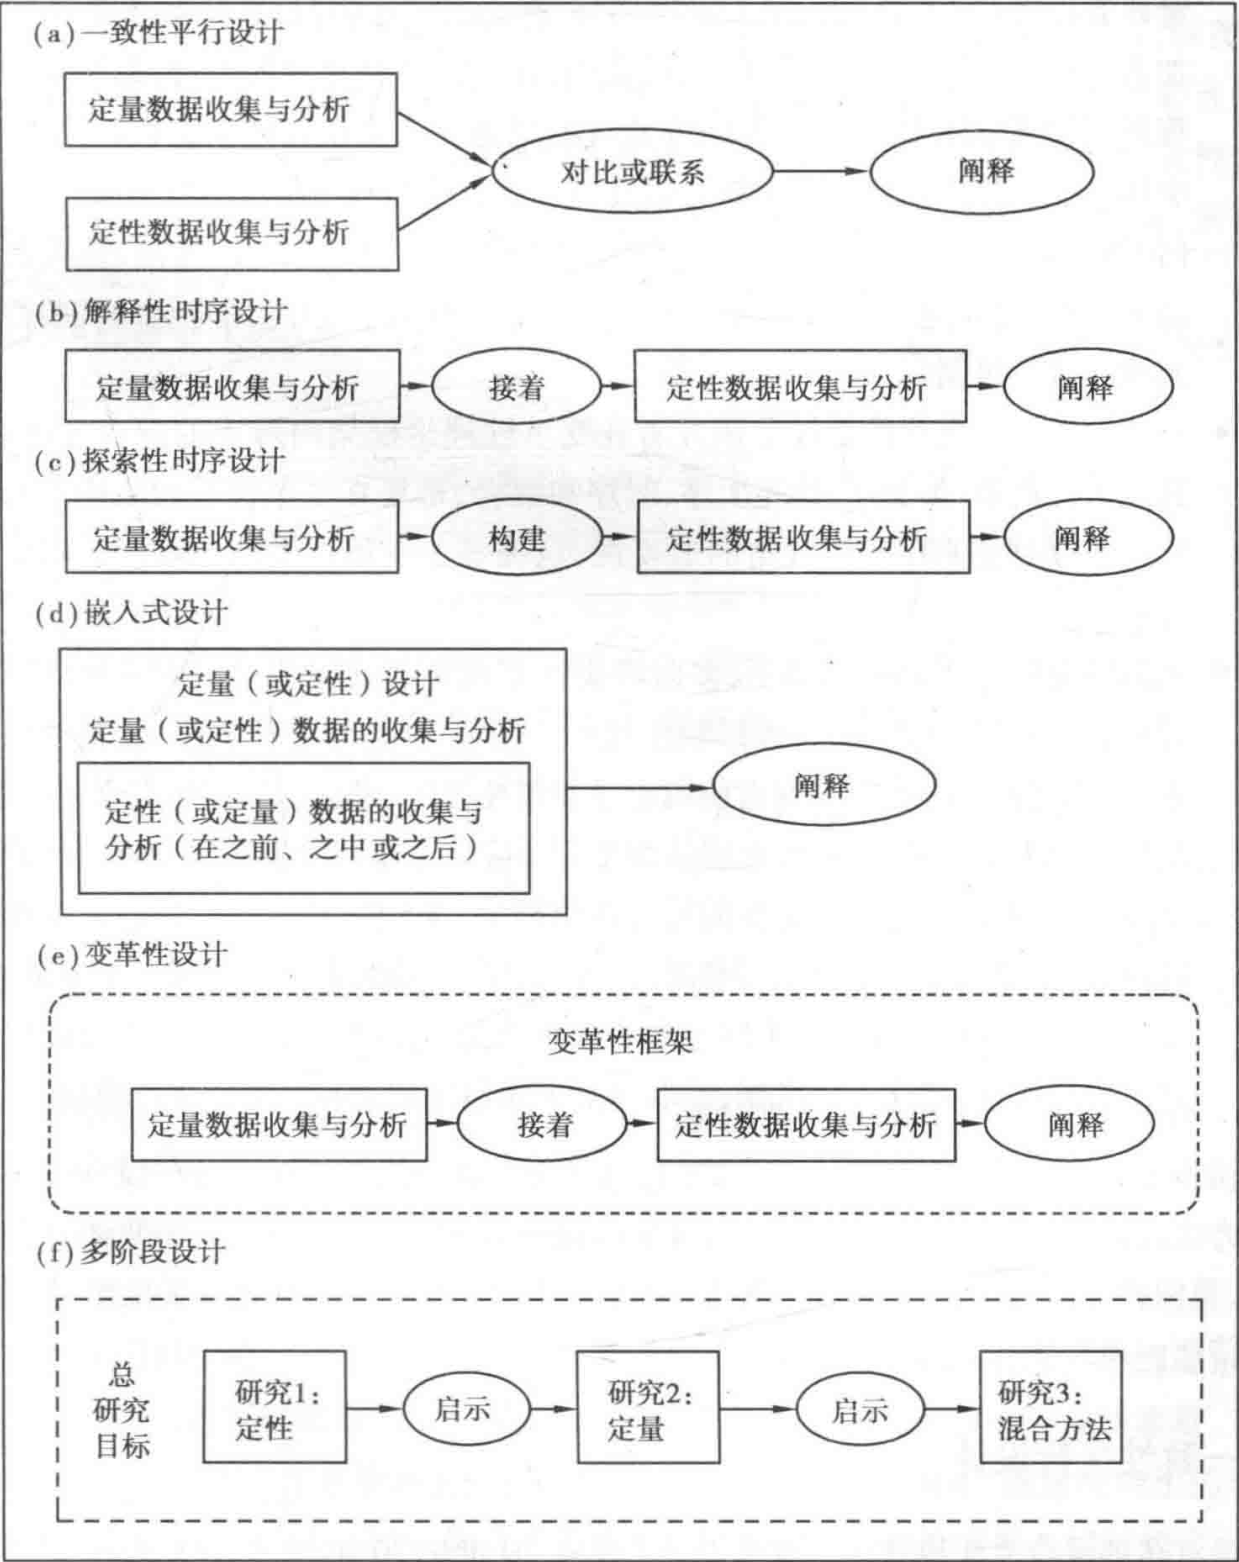 (a)一致性平行设计
定量数据收集与分析
对比或联系
阐释
定性数据收集与分析
(b)解释性时序设计
定量数据收集与分析
接着
定性数据收集与分析
阐释
(c)探索性时序设计
定量数据收集与分析
构建
定性数据收集与分析
阐释
(d)嵌入式设计
定量(或定性)设计
定量(或定性)数据的收集与分析
定性(或定量)数据的收集与
分析(在之前、之中或之后)
阐释
(e)变革性设计
变革性框架
定量数据收集与分析
接着
定性数据收集与分析
阐释
(f)多阶段设计
总
研究
目标
研究1:
定性
启示
研究2:
定量
启示
研究3:
混合方法